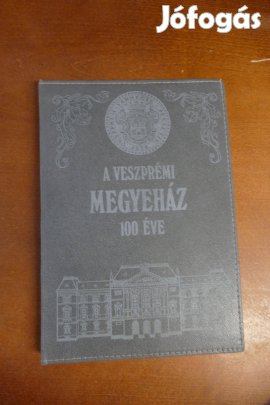 Jófogás
A VESZPRÉMI
MEGYEHÁZ
100 ÉVE